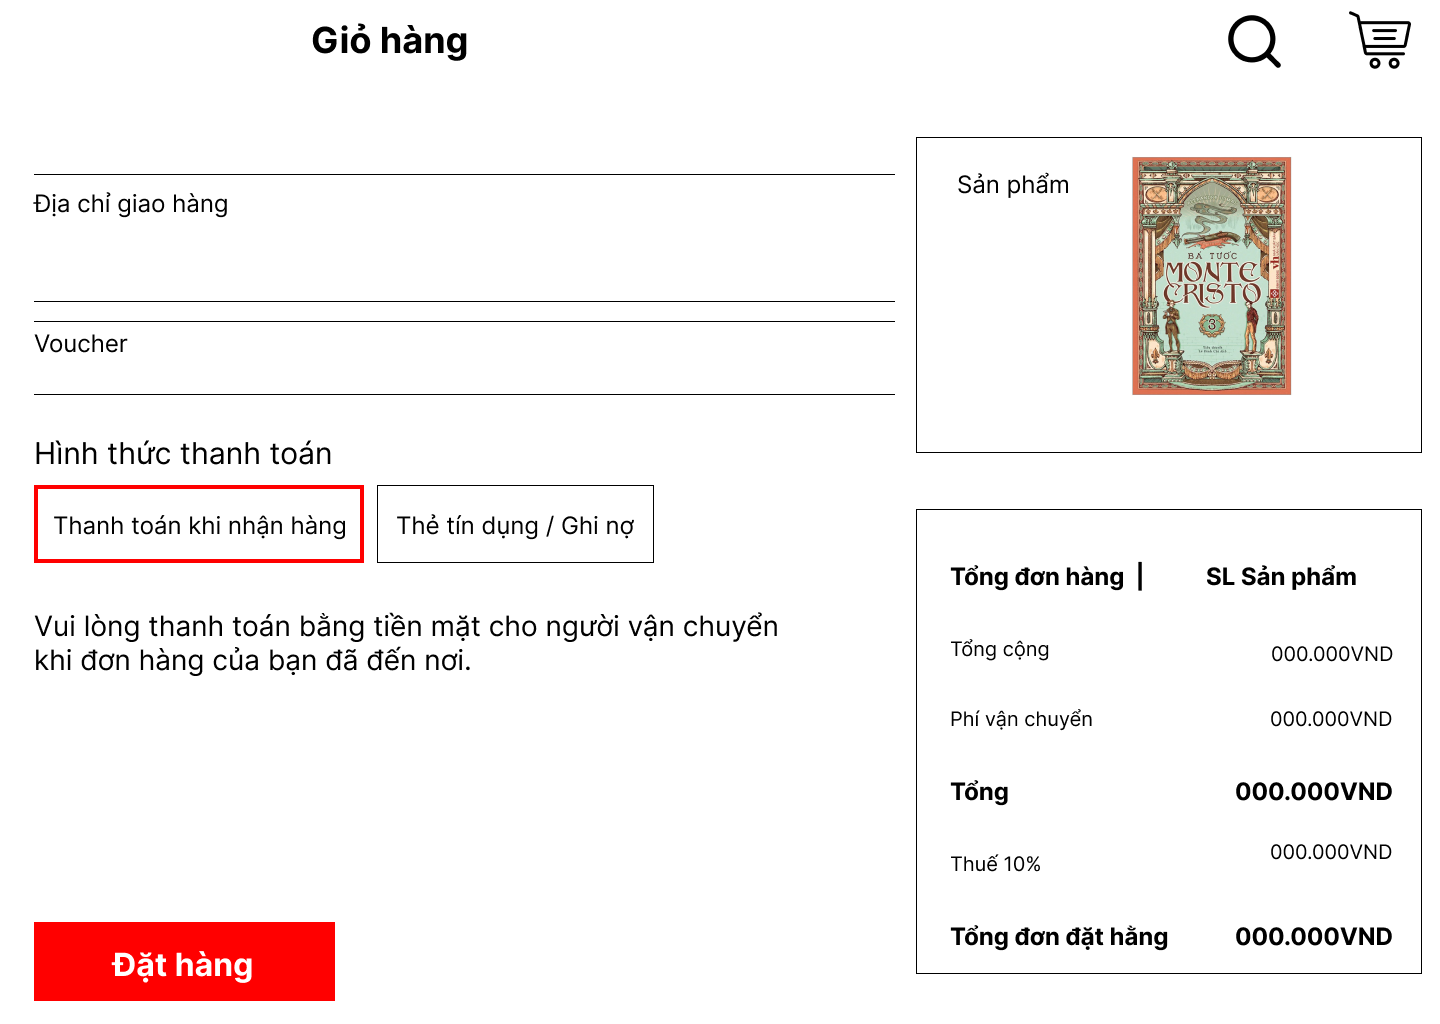 Giỏ hàng
Địa chỉ giao hàng
Voucher
Hình thức thanh toán
Thanh toán khi nhận hàng
Thẻ tín dụng / Ghi nợ
Vui lòng thanh toán bằng tiền mặt cho người vận chuyển
khi đơn hàng của bạn đã đến nơi.
Đặt hàng
Sản phẩm
BÁ TƯỚC
MONTE
CRISTO
3
Tổng đơn hàng | SL Sản phẩm
Tổng cộng 000.000VND
Phí vận chuyển 000.000VND
Tổng 000.000VND
Thuế 10% 000.000VND
Tổng đơn đặt hằng 000.000VND